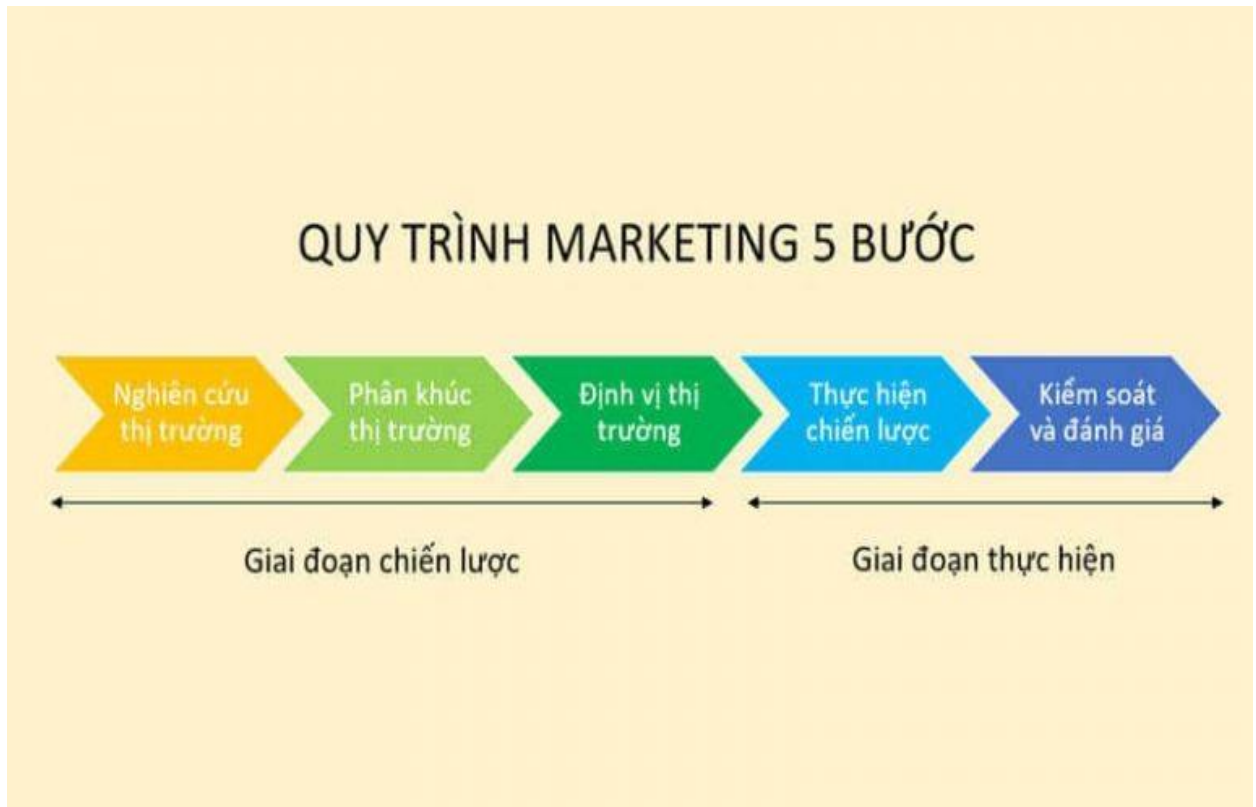 QUY TRÌNH MARKETING 5 BƯỚC
Nghiên cứu
thị trường
Phân khúc
thị trường
Định vị thị
trường
Thực hiện
chiến lược
Kiểm soát
và đánh giá
Giai đoạn chiến lược
Giai đoạn thực hiện